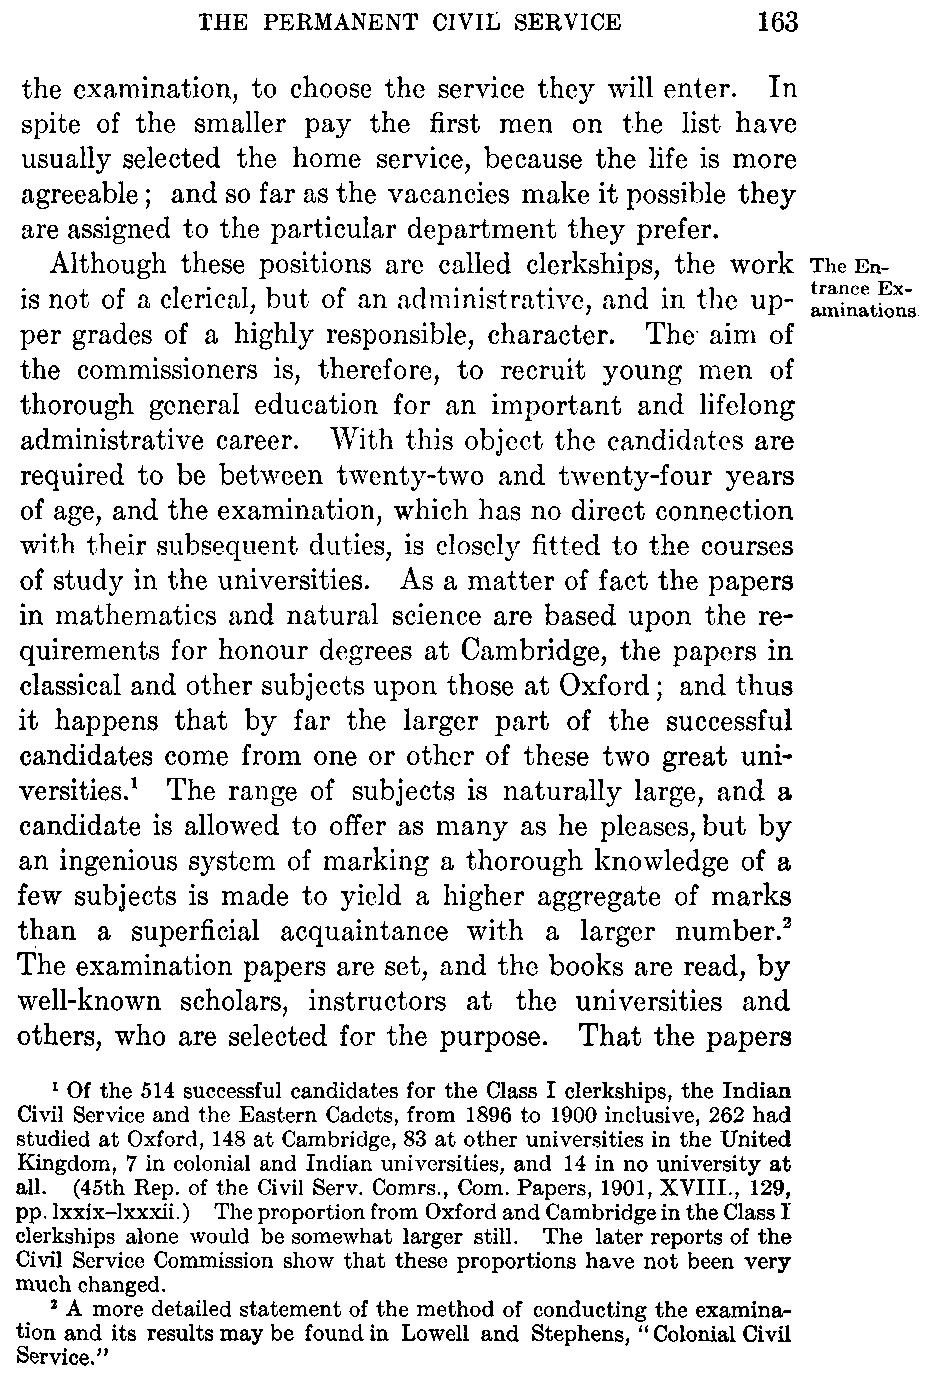 THE PERMANENT CIVIL SERVICE 163
the examination, to choose the service they will enter. In
spite of the smaller pay the first men on the list have
usually selected the home service, because the life is more
agreeable; and so far as the vacancies make it possible they
are assigned to the particular department they prefer.
Although these positions are called clerkships, the work
is not of a clerical, but of an administrative, and in the up-
per grades of a highly responsible, character. The aim of
the commissioners is, therefore, to recruit young men of
thorough general education for an important and lifelong
administrative career. With this object the candidates are
required to be between twenty-two and twenty-four years
of age, and the examination, which has no direct connection
with their subsequent duties, is closely fitted to the courses
of study in the universities. As a matter of fact the papers
in mathematics and natural science are based upon the re-
quirements for honour degrees at Cambridge, the papers in
classical and other subjects upon those at Oxford; and thus
it happens that by far the larger part of the successful
candidates come from one or other of these two great uni-
versities.¹ The range of subjects is naturally large, and a
candidate is allowed to offer as many as he pleases, but by
an ingenious system of marking a thorough knowledge of a
few subjects is made to yield a higher aggregate of marks
than a superficial acquaintance with a larger number.²
The examination papers are set, and the books are read, by
well-known scholars, instructors at the universities and
others, who are selected for the purpose. That the papers
The En-
trance Ex-
aminations
¹ Of the 514 successful candidates for the Class I clerkships, the Indian
Civil Service and the Eastern Cadets, from 1896 to 1900 inclusive, 262 had
studied at Oxford, 148 at Cambridge, 83 at other universities in the United
Kingdom, 7 in colonial and Indian universities, and 14 in no university at
all. (45th Rep. of the Civil Serv. Comrs., Com. Papers, 1901, XVIII., 129,
pp. lxxix–lxxxii.) The proportion from Oxford and Cambridge in the Class I
clerkships alone would be somewhat larger still. The later reports of the
Civil Service Commission show that these proportions have not been very
much changed.
² A more detailed statement of the method of conducting the examina-
tion and its results may be found in Lowell and Stephens, "Colonial Civil
Service."